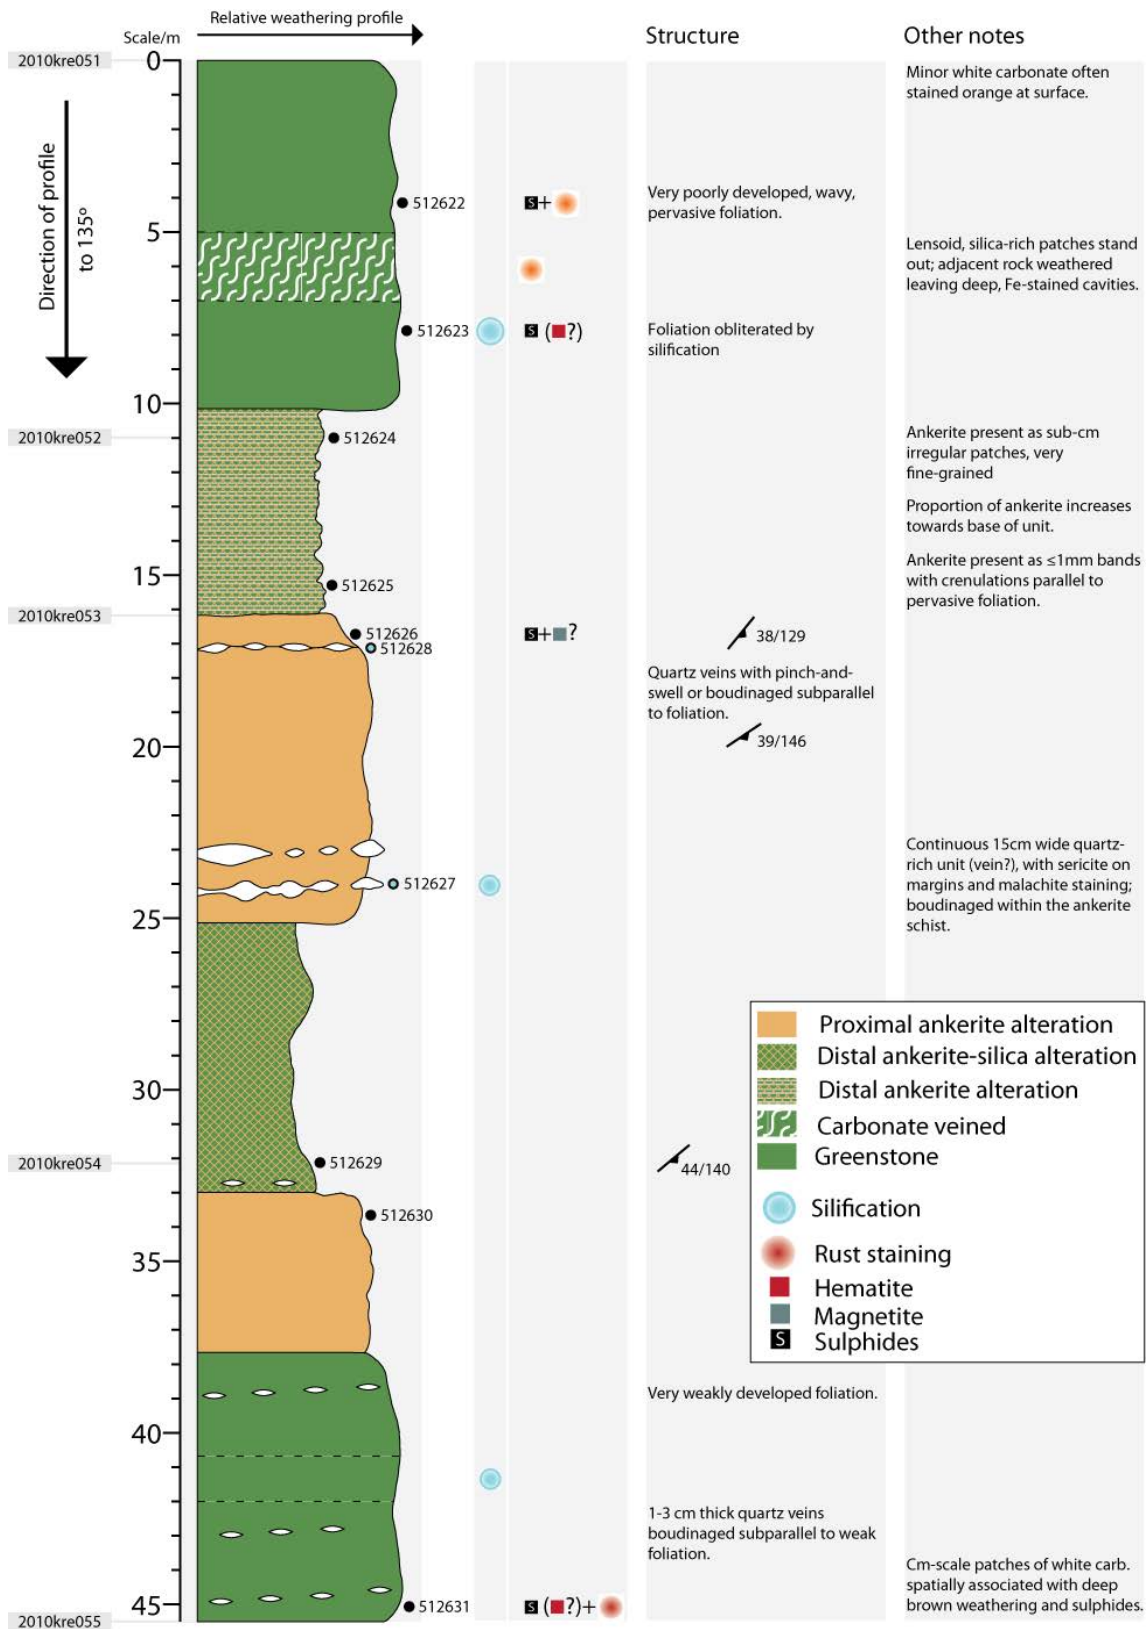 Relative weathering profile
Scale/m
Structure
Other notes
2010kre051
0
Minor white carbonate often
stained orange at surface.
Direction of profile
to 135º
512622
S+
Very poorly developed, wavy,
pervasive foliation.
5
Lensoid, silica-rich patches stand
out; adjacent rock weathered
leaving deep, Fe-stained cavities.
512623
S (?)
Foliation obliterated by
silification
10
2010kre052
512624
Ankerite present as sub-cm
irregular patches, very
fine-grained
Proportion of ankerite increases
towards base of unit.
15
512625
Ankerite present as ≤1mm bands
with crenulations parallel to
pervasive foliation.
2010kre053
512626
S+?
38/129
512628
Quartz veins with pinch-and-
swell or boudinaged subparallel
to foliation.
20
39/146
512627
Continuous 15cm wide quartz-
rich unit (vein?), with sericite on
margins and malachite staining;
boudinaged within the ankerite
schist.
25
Proximal ankerite alteration
Distal ankerite-silica alteration
Distal ankerite alteration
Carbonate veined
Greenstone
Silification
Rust staining
Hematite
Magnetite
S Sulphides
30
2010kre054
512629
44/140
512630
35
Very weakly developed foliation.
40
1-3 cm thick quartz veins
boudinaged subparallel to weak
foliation.
Cm-scale patches of white carb.
spatially associated with deep
brown weathering and sulphides.
45
512631
S (?)+
2010kre055